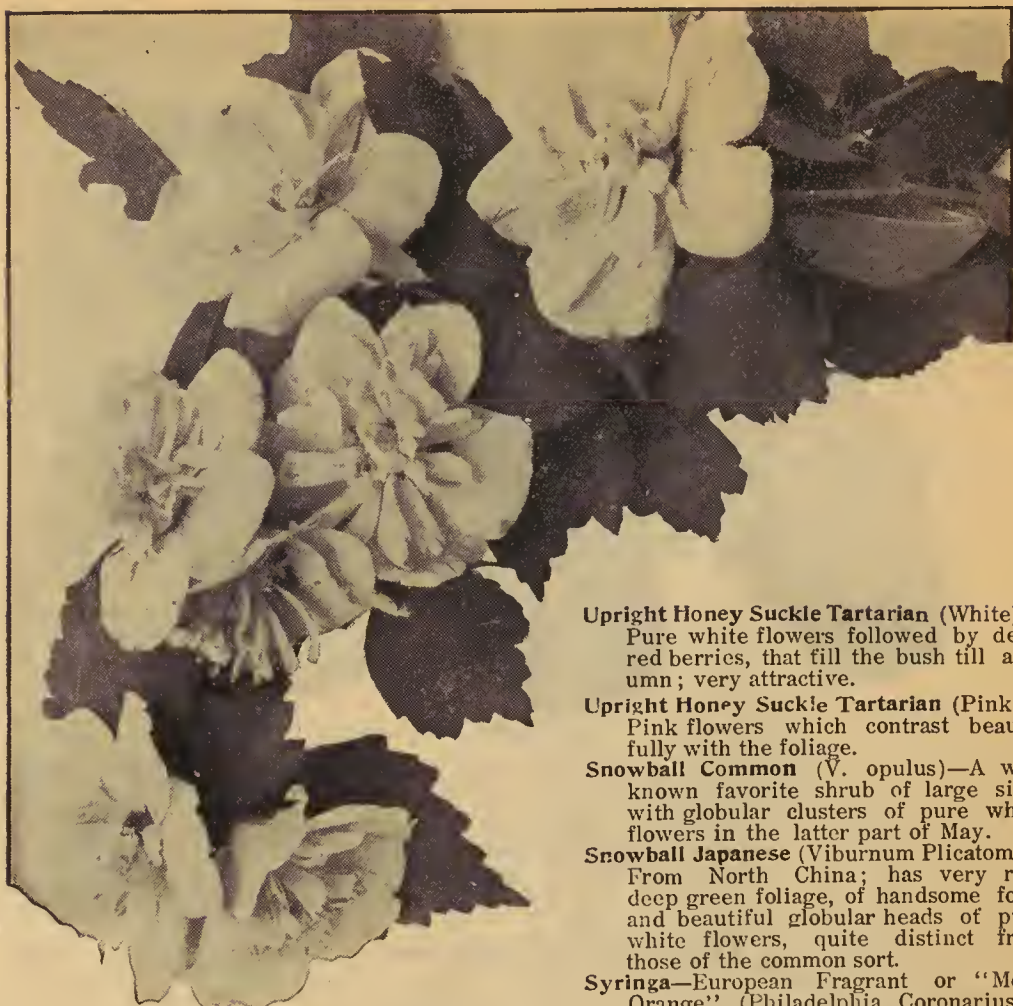 Upright Honey Suckle Tartarian (White)
Pure white flowers followed by de
red berries, that fill the bush till a
umn; very attractive.
Upright Honey Suckle Tartarian (Pink
Pink flowers which contrast beau
fully with the foliage.
Snowball Common (V. opulus)—A w
known favorite shrub of large si
with globular clusters of pure wh
flowers in the latter part of May.
Snowball Japanese (Viburnum Plicatom
From North China; has very r
deep green foliage, of handsome fo
and beautiful globular heads of p
white flowers, quite distinct fr
those of the common sort.
Syringa—European Fragrant or "M
Orange" (Philadelphia Coronarius